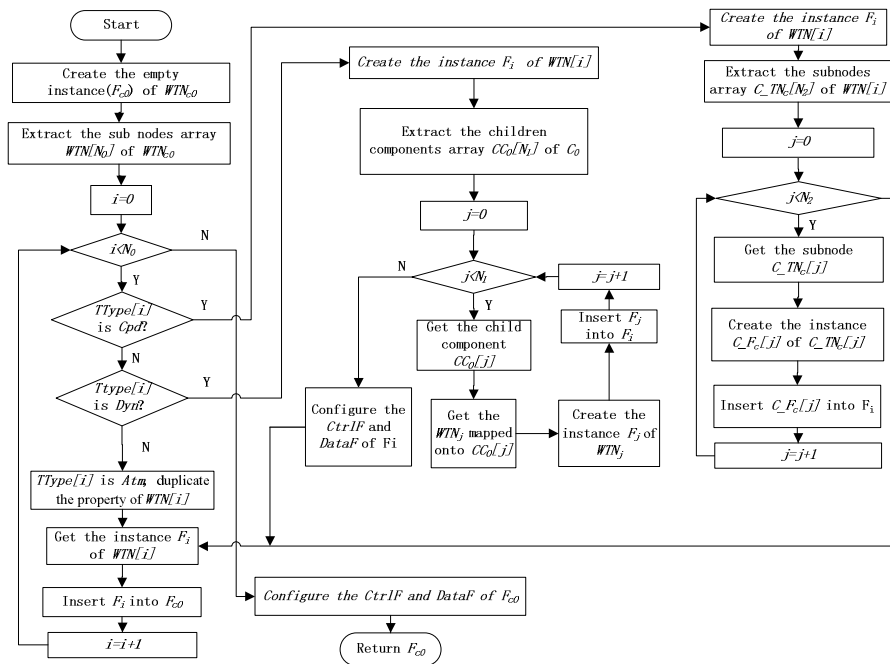 Start
Create the empty
instance(Fc0) of WTNc0
Extract the sub nodes array
WTN[N0] of WTNc0
i=0
i<N0
N
Y
TType[i]
is Cpd?
Y
N
Ttype[i]
is Dyn?
Y
N
TType[i] is Atm, duplicate
the property of WTN[i]
Get the instance Fi
of WTN[i]
Insert Fi into Fc0
i=i+1
Create the instance Fi of WTN[i]
Extract the children
components array CC0[N1] of C0
j=0
N
j<N1
Y
j=j+1
Get the child
component
CC0[j]
Insert Fj
into Fi
Configure the
CtrlF and
DataF of Fi
Get the
WTNj mapped
onto CC0[j]
Create the
instance Fj of
WTNj
Configure the CtrlF and DataF of Fc0
Return Fc0
Create the instance Fi
of WTN[i]
Extract the subnodes
array C_TNc[N2] of WTN[i]
j=0
j<N2
Y
Get the subnode
C_TNc[j]
Create the instance
C_Fc[j] of C_TNc[j]
Insert C_Fc[j] into Fi
j=j+1